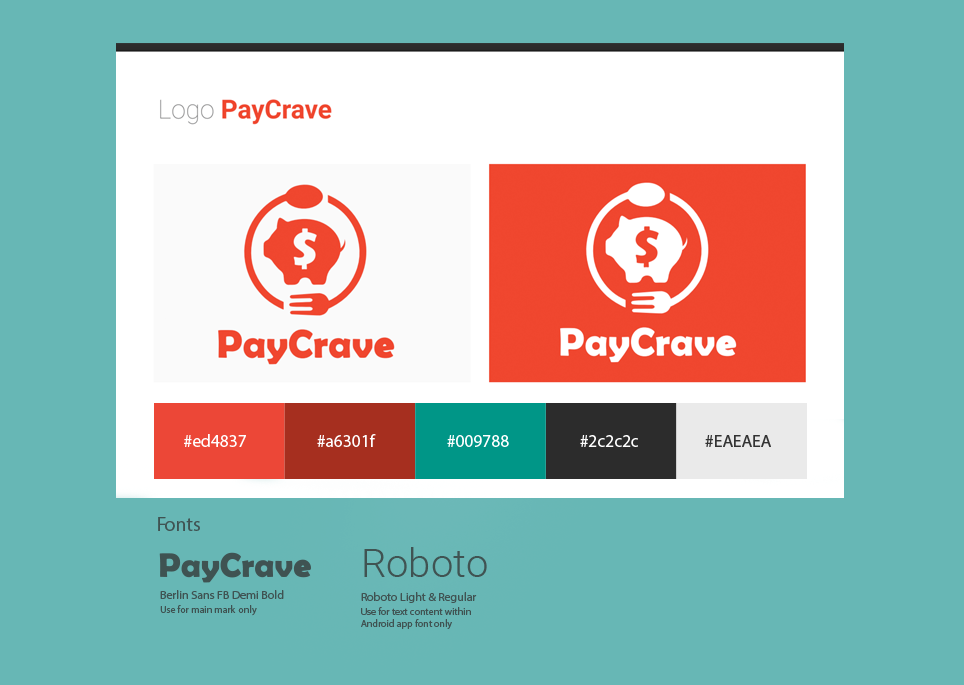 Logo PayCrave
$
$
PayCrave
PayCrave
#ed4837
#a6301f
#009788
#2c2c2c
#EAEAEA
Fonts
PayCrave
Roboto
Berlin Sans FB Demi Bold
Use for main mark only
Roboto Light & Regular
Use for text content within
Android app font only